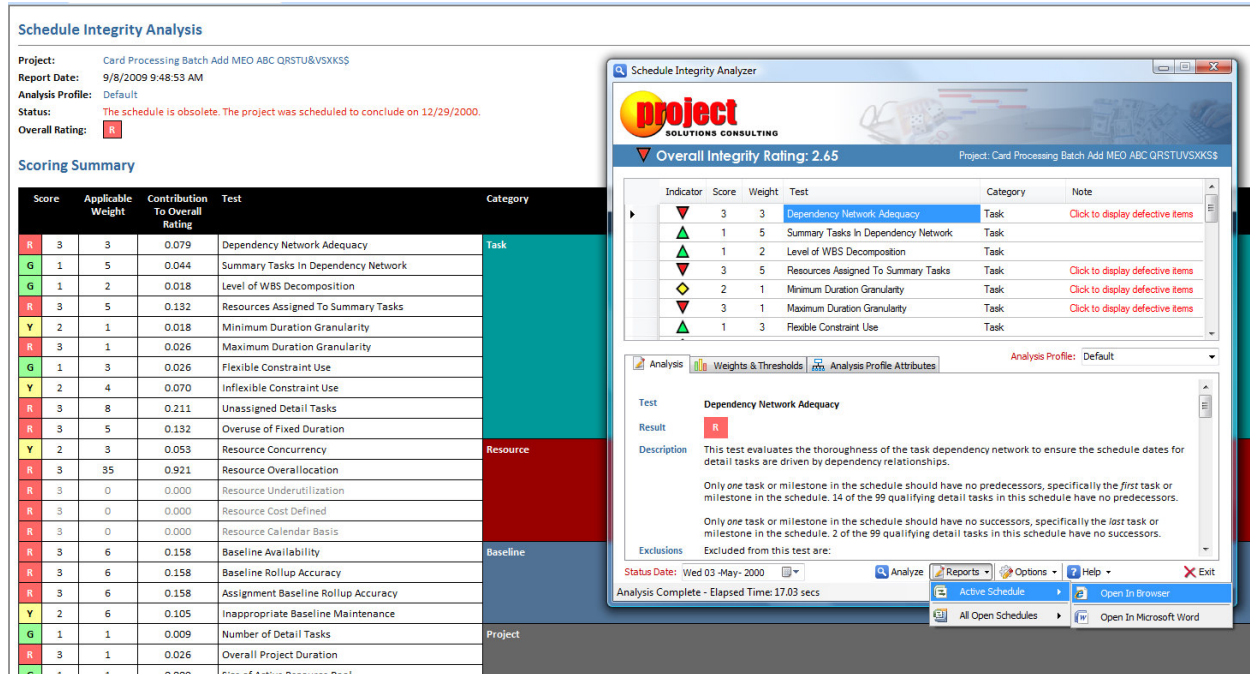 Schedule Integrity Analysis
Project: Card Processing Batch Add MEO ABC QRSTU&VSXKS$
Report Date: 9/8/2009 9:48:53 AM
Analysis Profile: Default
Status: The schedule is obsolete. The project was scheduled to conclude on 12/29/2000.
Overall Rating: R
Scoring Summary
Score Applicable Weight Contribution To Overall Rating Test Category
R 3 3 0.079 Dependency Network Adequacy Task
G 1 5 0.044 Summary Tasks In Dependency Network
G 1 2 0.018 Level of WBS Decomposition
R 3 5 0.132 Resources Assigned To Summary Tasks
Y 2 1 0.018 Minimum Duration Granularity
R 3 1 0.026 Maximum Duration Granularity
G 1 3 0.026 Flexible Constraint Use
Y 2 4 0.070 Inflexible Constraint Use
R 3 8 0.211 Unassigned Detail Tasks
R 3 5 0.132 Overuse of Fixed Duration
Y 2 3 0.053 Resource Concurrency Resource
R 3 35 0.921 Resource Overallocation
R 3 0 0.000 Resource Underutilization
R 3 0 0.000 Resource Cost Defined
R 3 0 0.000 Resource Calendar Basis
R 3 6 0.158 Baseline Availability Baseline
R 3 6 0.158 Baseline Rollup Accuracy
R 3 6 0.158 Assignment Baseline Rollup Accuracy
Y 2 6 0.105 Inappropriate Baseline Maintenance
G 1 1 0.009 Number of Detail Tasks Project
R 3 1 0.026 Overall Project Duration
Schedule Integrity Analyzer
project
SOLUTIONS CONSULTING
Overall Integrity Rating: 2.65 Project: Card Processing Batch Add MEO ABC QRSTUVSXKS$
Indicator Score Weight Test Category Note
3 3 Dependency Network Adequacy Task Click to display defective items
1 5 Summary Tasks In Dependency Network Task
1 2 Level of WBS Decomposition Task
3 5 Resources Assigned To Summary Tasks Task Click to display defective items
2 1 Minimum Duration Granularity Task Click to display defective items
3 1 Maximum Duration Granularity Task Click to display defective items
1 3 Flexible Constraint Use Task
Analysis Weights & Thresholds Analysis Profile Attributes Analysis Profile: Default
Test Dependency Network Adequacy
Result R
Description This test evaluates the thoroughness of the task dependency network to ensure the schedule dates for
detail tasks are driven by dependency relationships.
Only one task or milestone in the schedule should have no predecessors, specifically the first task or
milestone in the schedule. 14 of the 99 qualifying detail tasks in this schedule have no predecessors.
Only one task or milestone in the schedule should have no successors, specifically the last task or
milestone in the schedule. 2 of the 99 qualifying detail tasks in this schedule have no successors.
Exclusions Excluded from this test are:
Status Date: Wed 03 -May- 2000 Analyze Reports Options Help Exit
Analysis Complete - Elapsed Time: 17.03 secs
Active Schedule Open In Browser
All Open Schedules Open In Microsoft Word